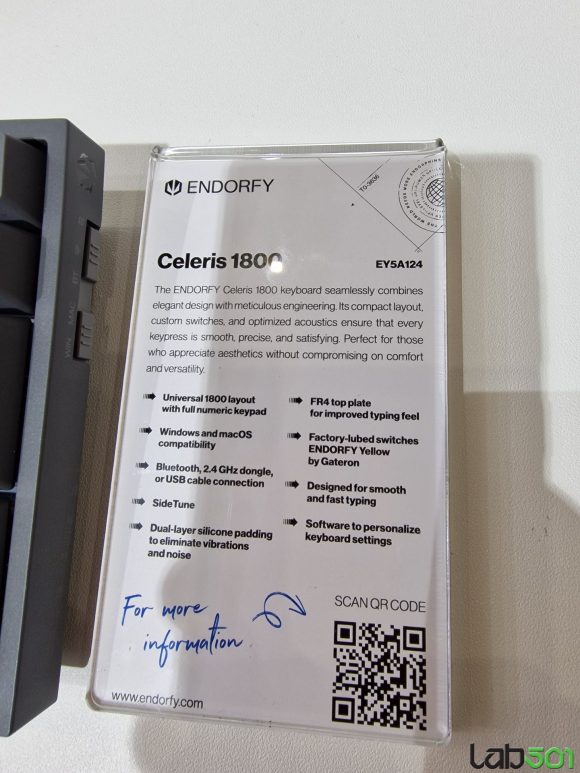 ENDORFY
TG-3636
Celeris 1800
EY5A124
The ENDORFY Celeris 1800 keyboard seamlessly combines
elegant design with meticulous engineering. Its compact layout,
custom switches, and optimized acoustics ensure that every
keypress is smooth, precise, and satisfying. Perfect for those
who appreciate aesthetics without compromising on comfort
and versatility.
Universal 1800 layout
with full numeric keypad
Windows and macOS
compatibility
Bluetooth, 2.4 GHz dongle,
or USB cable connection
SideTune
Dual-layer silicone padding
to eliminate vibrations
and noise
FR4 top plate
for improved typing feel
Factory-lubed switches
ENDORFY Yellow
by Gateron
Designed for smooth
and fast typing
Software to personalize
keyboard settings
For more
information
SCAN QR CODE
www.endorfy.com
WIN MAC BT
Lab501